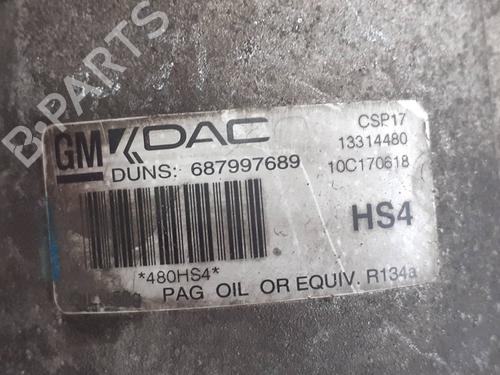 B-PARTS
GM DAC
CSP17
DUNS: 687997689
13314480
10C170618
HS4
*480HS4*
PAG OIL OR EQUIV. R134a